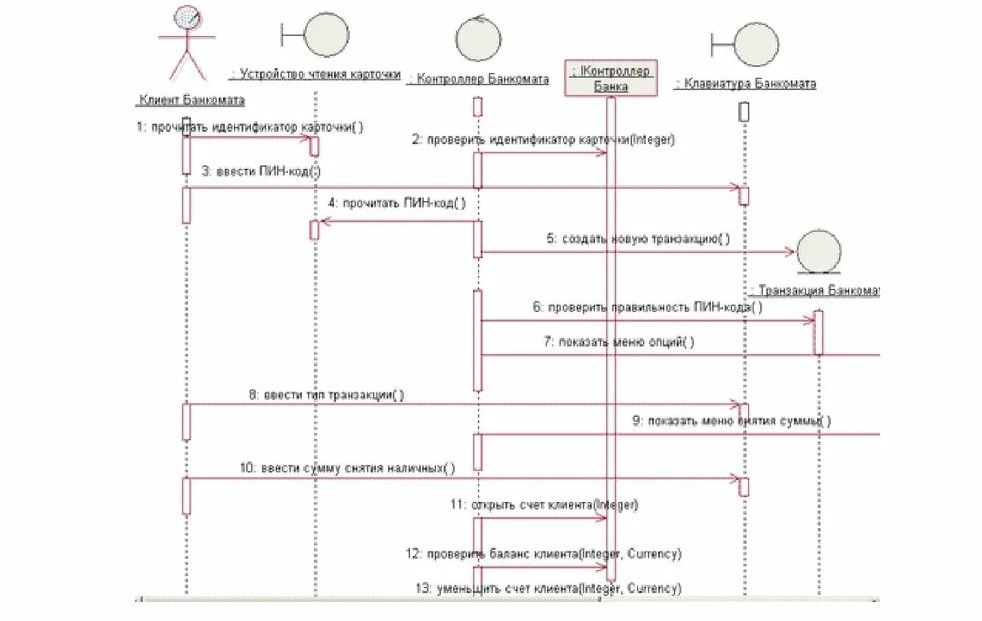 : Устройство чтения карточки
: Контроллер Банкомата
: IКонтроллер
Банка
: Клавиатура Банкомата
Клиент Банкомата
1: прочитать идентификатор карточки( )
2: проверить идентификатор карточки(Integer)
3: ввести ПИН-код( )
4: прочитать ПИН-код( )
5: создать новую транзакцию( )
: Транзакция Банкомат
6: проверить правильность ПИН-кода( )
7: показать меню опций( )
8: ввести тип транзакции( )
9: показать меню снятия суммы( )
10: ввести сумму снятия наличных( )
11: открыть счет клиента(Integer)
12: проверить баланс клиента(Integer, Currency)
13: уменьшить счет клиента(Integer, Currency)